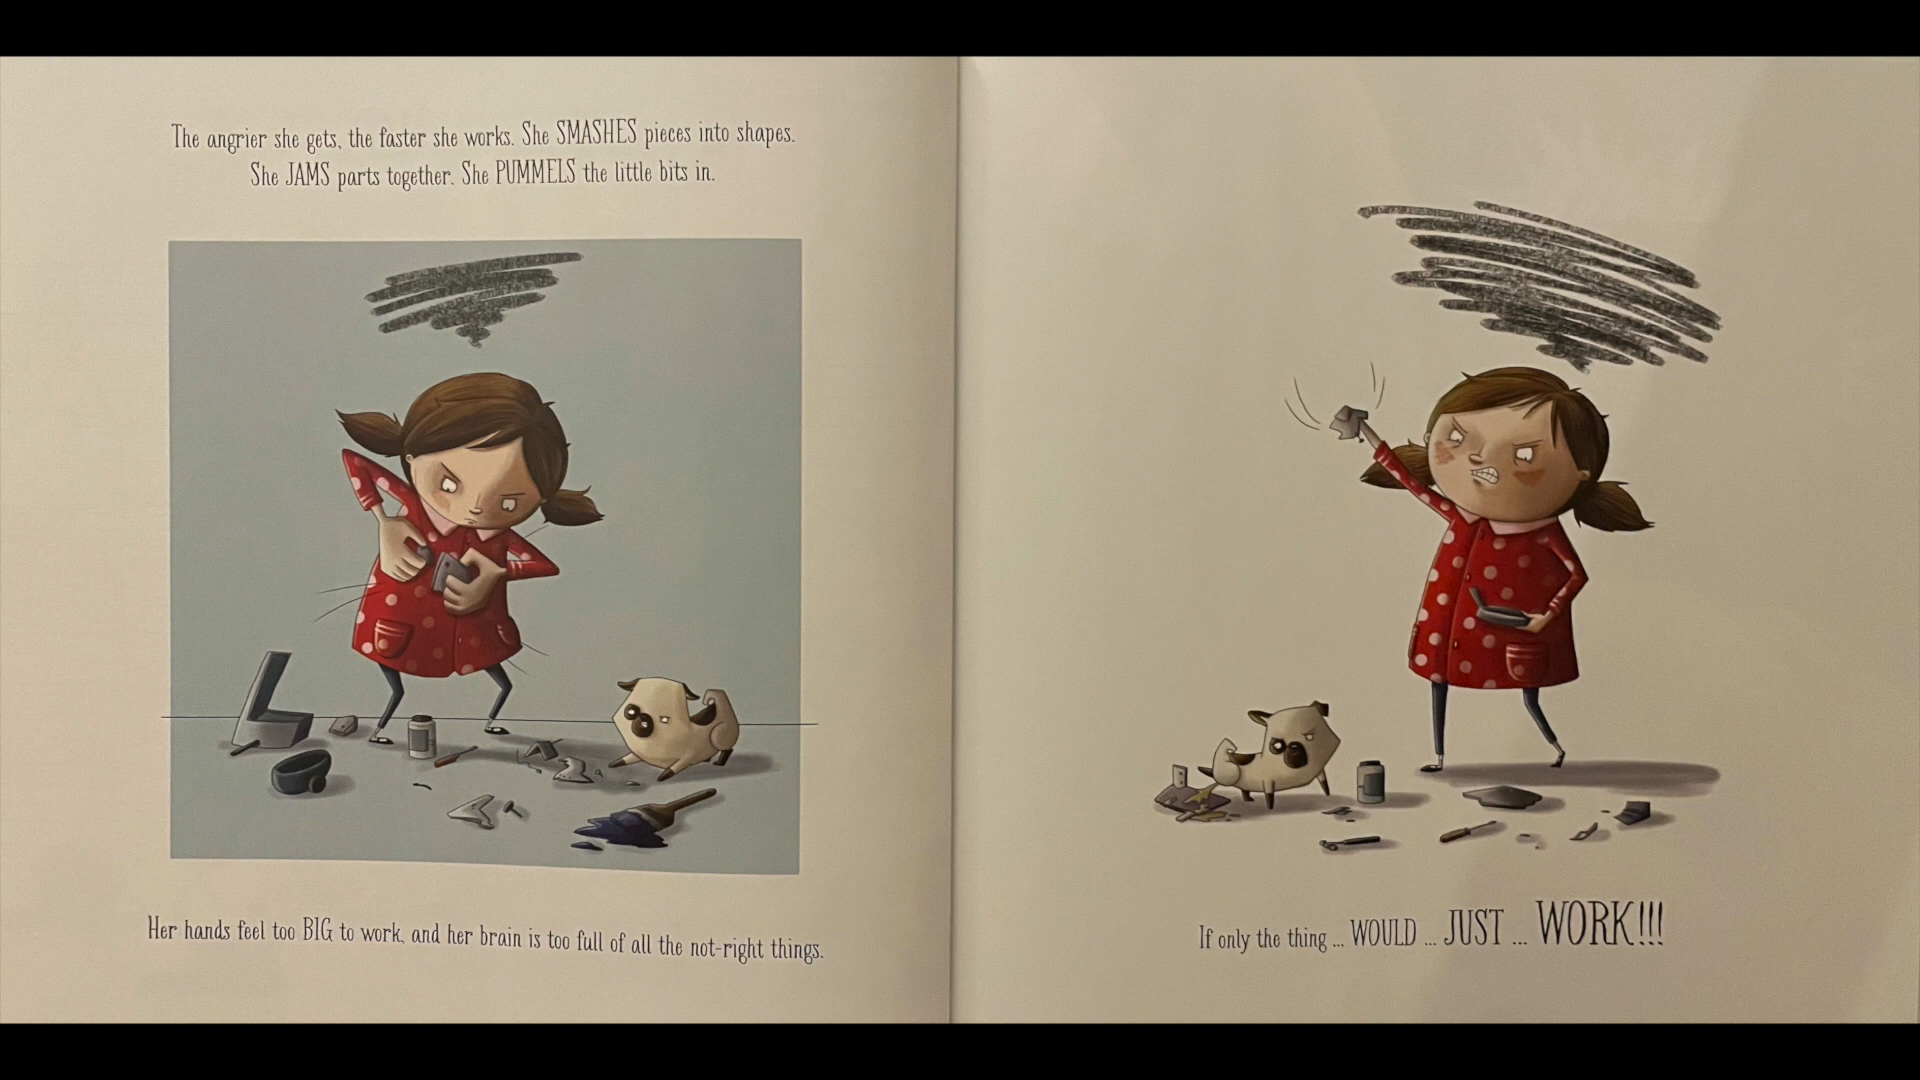 The angrier she gets, the faster she works. She SMASHES pieces into shapes.
She JAMS parts together. She PUMMELS the little bits in.
Her hands feel too BIG to work, and her brain is too full of all the not-right things.
If only the thing ... WOULD ... JUST ... WORK!!!